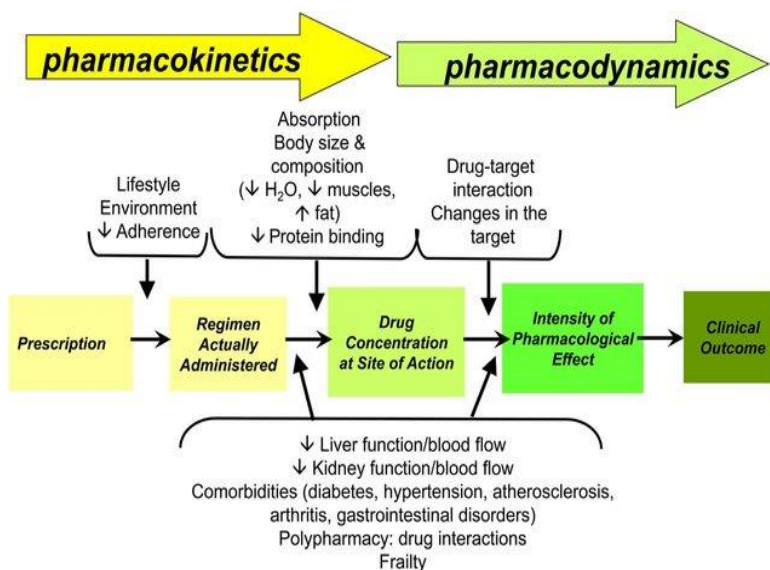 pharmacokinetics
pharmacodynamics
Absorption
Body size &
composition
(↓ H₂O, ↓ muscles,
↑ fat)
↓ Protein binding
Lifestyle
Environment
↓ Adherence
Drug-target
interaction
Changes in the
target
Prescription
Regimen
Actually
Administered
Drug
Concentration
at Site of Action
Intensity of
Pharmacological
Effect
Clinical
Outcome
↓ Liver function/blood flow
↓ Kidney function/blood flow
Comorbidities (diabetes, hypertension, atherosclerosis,
arthritis, gastrointestinal disorders)
Polypharmacy: drug interactions
Frailty